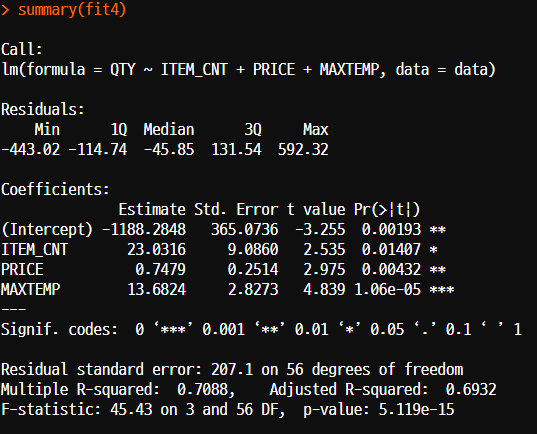 > summary(fit4)

Call:
lm(formula = QTY ~ ITEM_CNT + PRICE + MAXTEMP, data = data)

Residuals:
    Min      1Q  Median      3Q     Max
-443.02 -114.74  -45.85  131.54  592.32

Coefficients:
              Estimate Std. Error t value Pr(>|t|)
(Intercept) -1188.2848   365.0736  -3.255  0.00193 **
ITEM_CNT       23.0316     9.0860   2.535  0.01407 *
PRICE           0.7479     0.2514   2.975  0.00432 **
MAXTEMP        13.6824     2.8273   4.839 1.06e-05 ***
---
Signif. codes:  0 ‘***’ 0.001 ‘**’ 0.01 ‘*’ 0.05 ‘.’ 0.1 ‘ ’ 1

Residual standard error: 207.1 on 56 degrees of freedom
Multiple R-squared:  0.7088,    Adjusted R-squared:  0.6932
F-statistic: 45.43 on 3 and 56 DF,  p-value: 5.119e-15